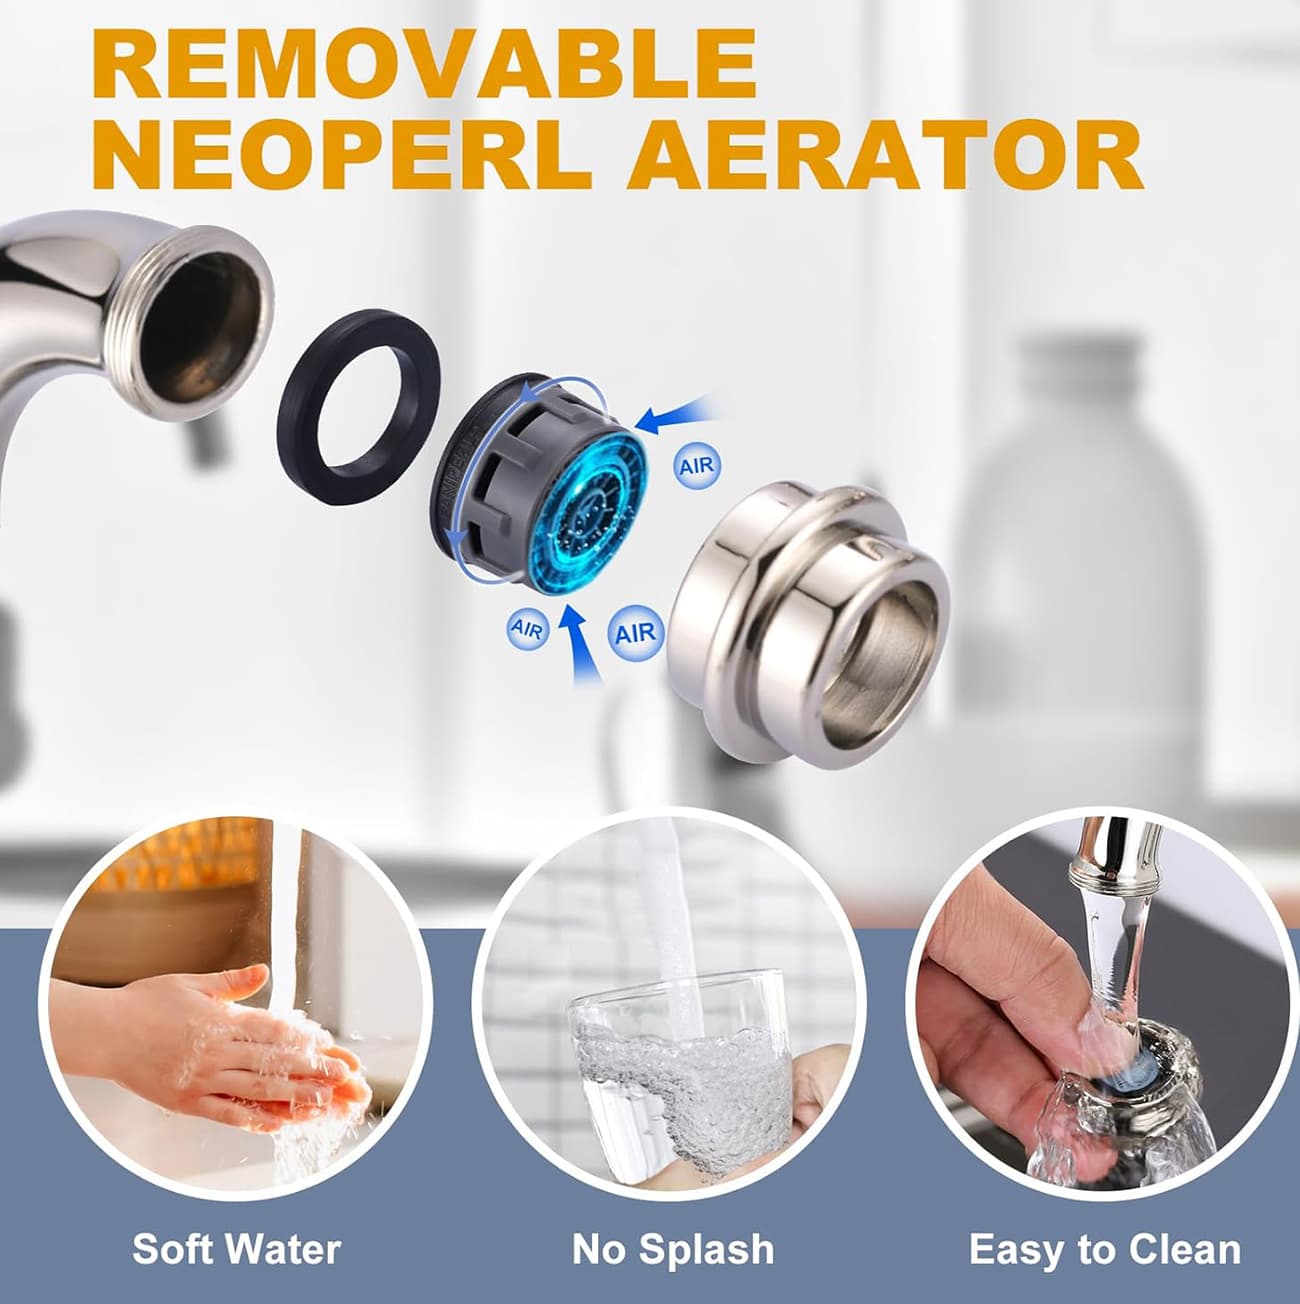 REMOVABLE
NEOPERL AERATOR
AIR
AIR
AIR
Soft Water
No Splash
Easy to Clean